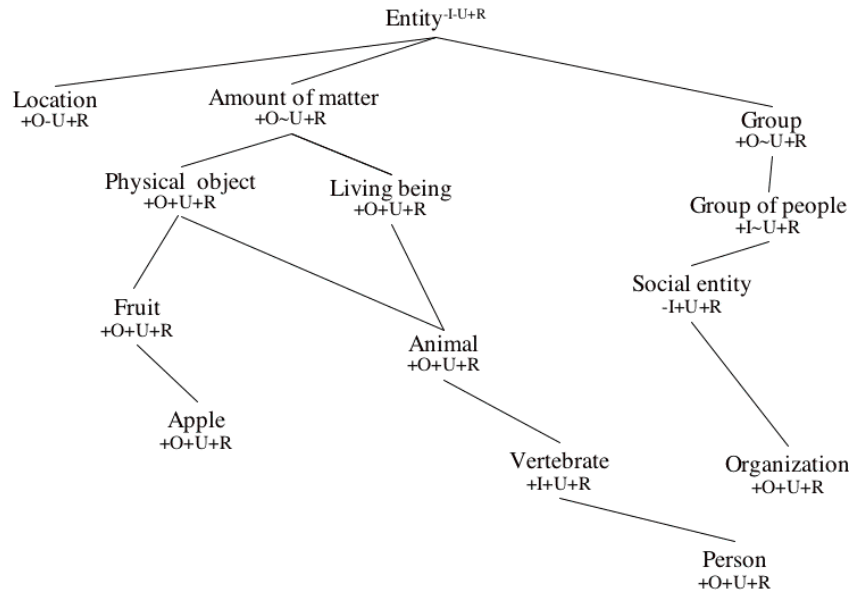 Entity-I-U+R
Location
+O-U+R
Amount of matter
+O~U+R
Group
+O~U+R
Physical object
+O+U+R
Living being
+O+U+R
Group of people
+I~U+R
Social entity
-I+U+R
Fruit
+O+U+R
Animal
+O+U+R
Apple
+O+U+R
Vertebrate
+I+U+R
Organization
+O+U+R
Person
+O+U+R